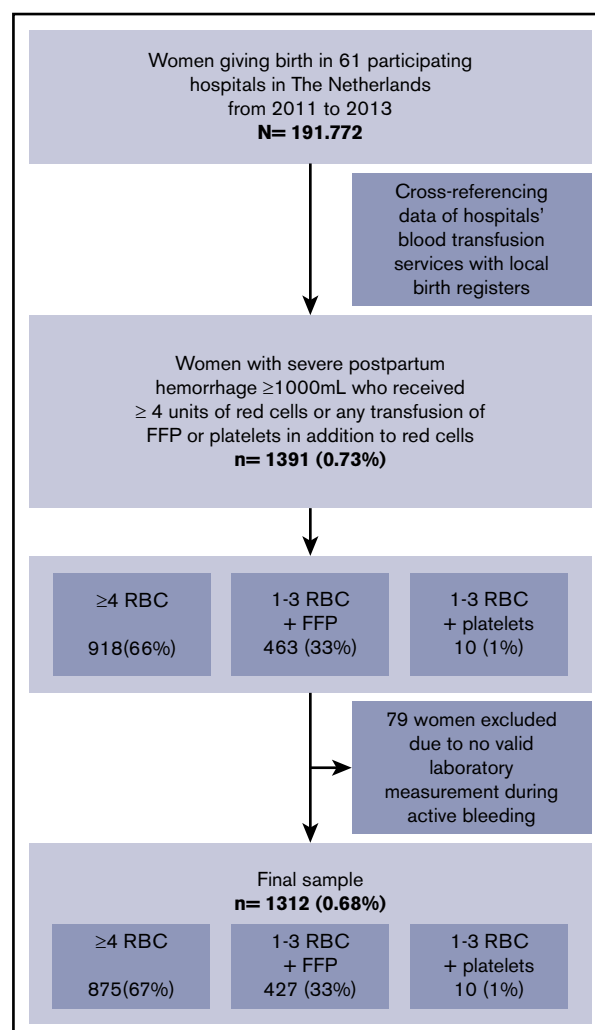 Women giving birth in 61 participating
hospitals in The Netherlands
from 2011 to 2013
N= 191.772
Cross-referencing
data of hospitals'
blood transfusion
services with local
birth registers
Women with severe postpartum
hemorrhage ≥1000mL who received
≥ 4 units of red cells or any transfusion of
FFP or platelets in addition to red cells
n= 1391 (0.73%)
≥4 RBC
918(66%)
1-3 RBC
+ FFP
463 (33%)
1-3 RBC
+ platelets
10 (1%)
79 women excluded
due to no valid
laboratory
measurement during
active bleeding
Final sample
n= 1312 (0.68%)
≥4 RBC
875(67%)
1-3 RBC
+ FFP
427 (33%)
1-3 RBC
+ platelets
10 (1%)